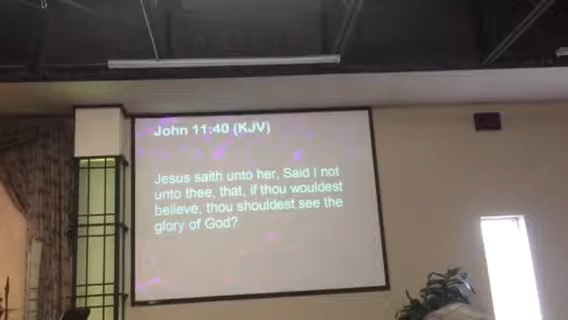 John 11:40 (KJV)
Jesus saith unto her, Said I not
unto thee, that, if thou wouldest
believe, thou shouldest see the
glory of God?